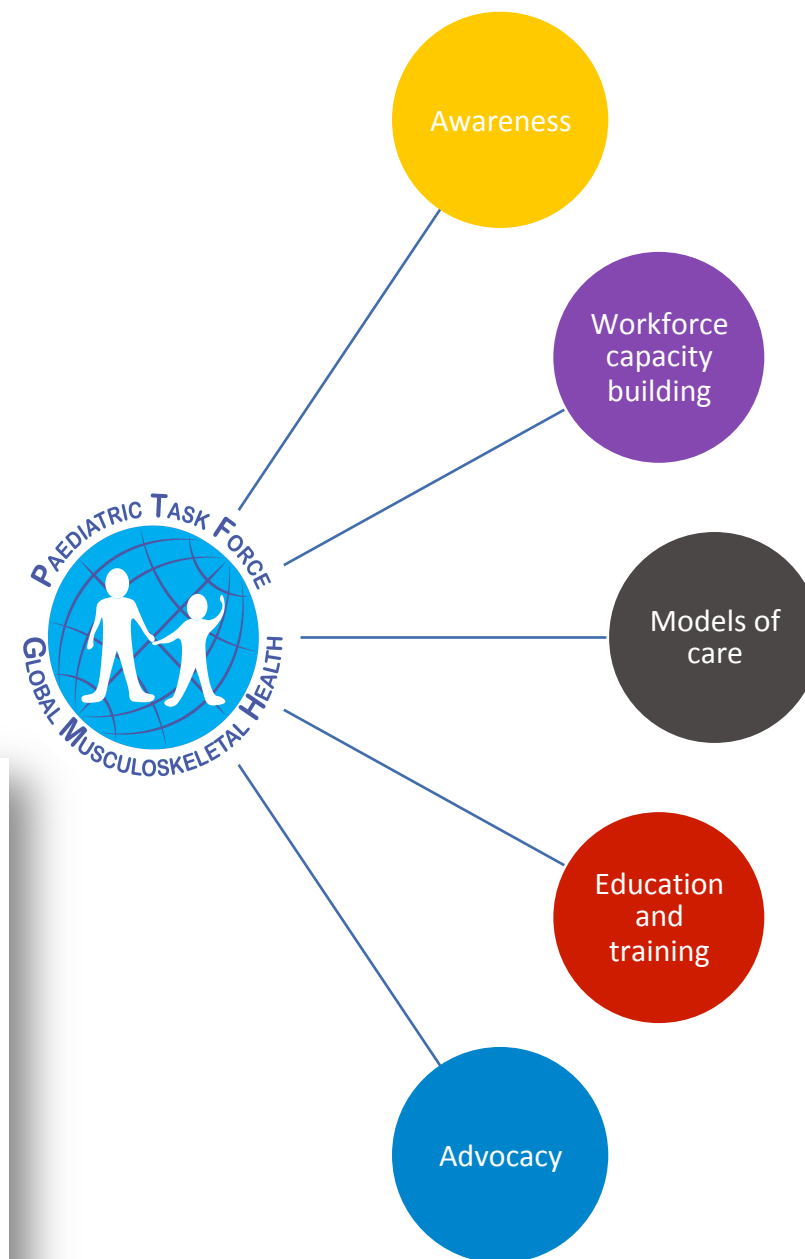 Awareness
Workforce
capacity
building
PAEDIATRIC TASK FORCE
GLOBAL MUSCULOSKELETAL HEALTH
Models of
care
Education
and
training
Advocacy